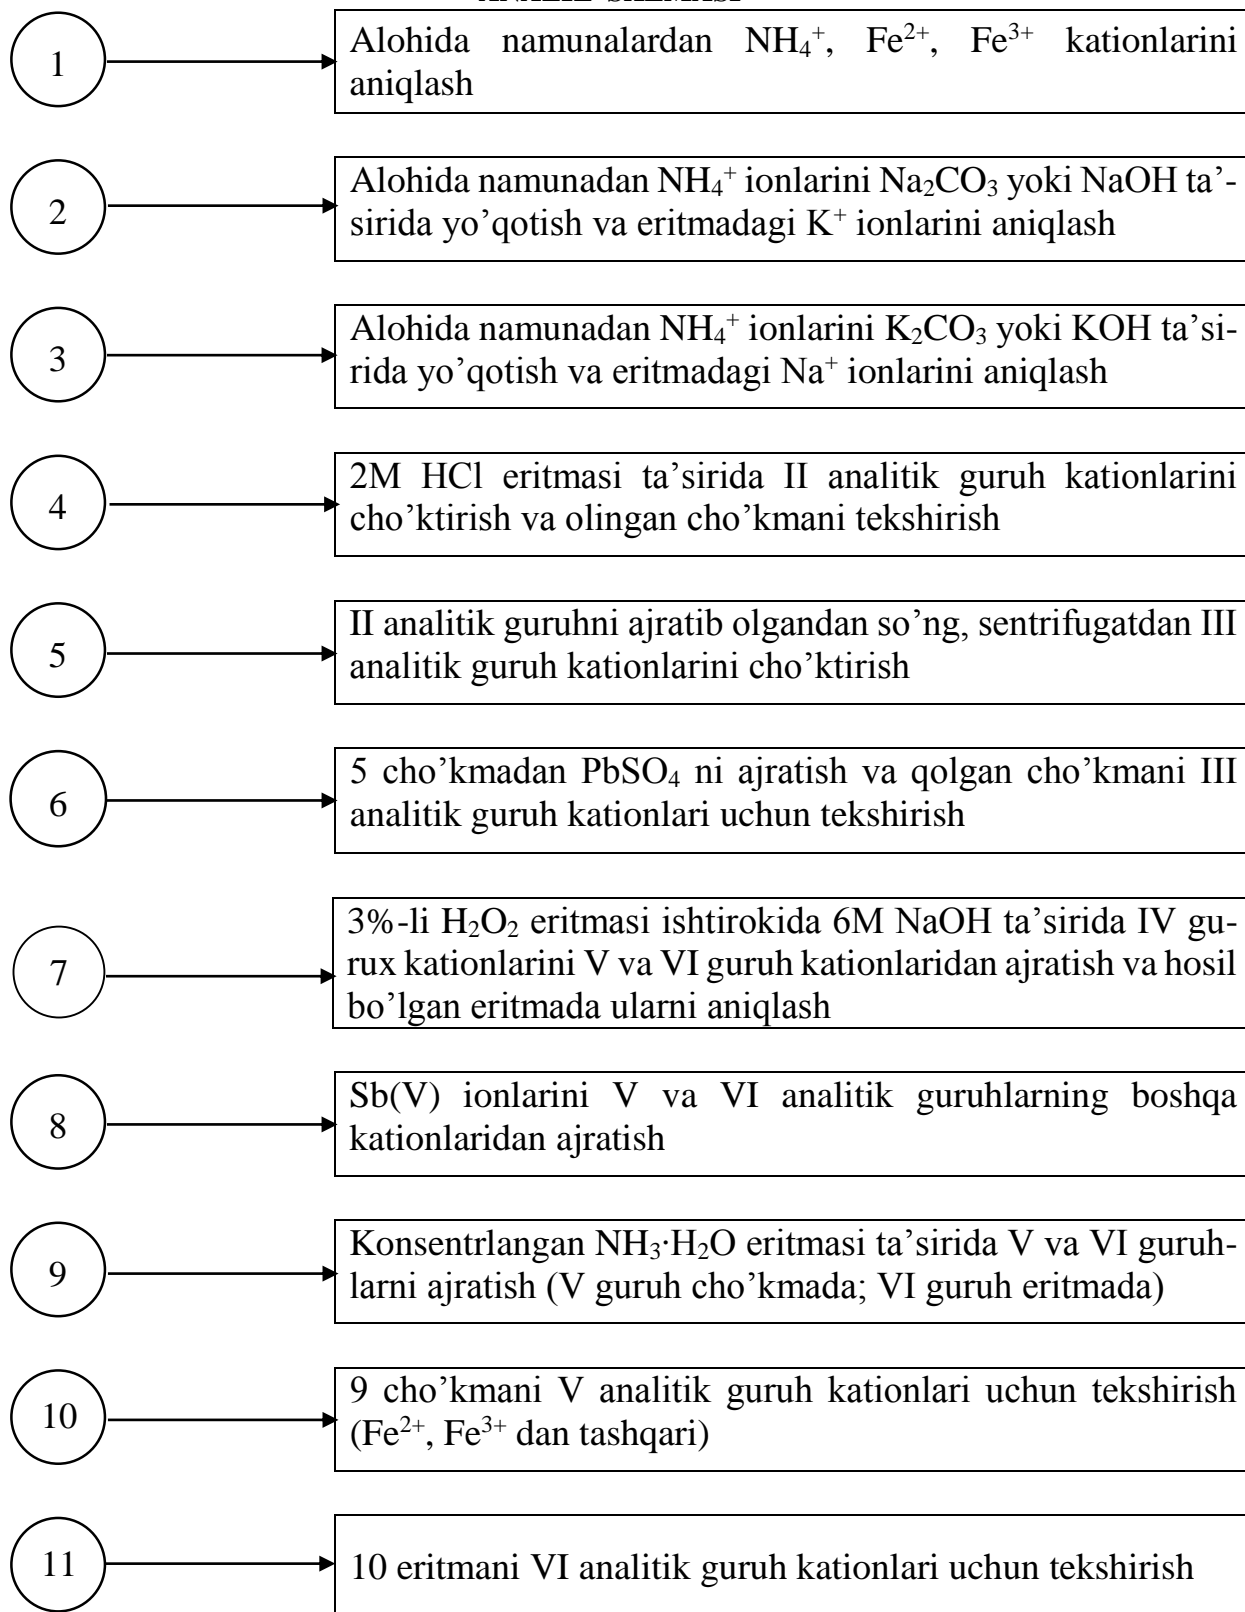 ANALIZ SXEMASI
1
Alohida namunalardan NH₄⁺, Fe²⁺, Fe³⁺ kationlarini
aniqlash
2
Alohida namunadan NH₄⁺ ionlarini Na₂CO₃ yoki NaOH ta’-
sirida yo’qotish va eritmadagi K⁺ ionlarini aniqlash
3
Alohida namunadan NH₄⁺ ionlarini K₂CO₃ yoki KOH ta’si-
rida yo’qotish va eritmadagi Na⁺ ionlarini aniqlash
4
2M HCl eritmasi ta’sirida II analitik guruh kationlarini
cho’ktirish va olingan cho’kmani tekshirish
5
II analitik guruhni ajratib olgandan so’ng, sentrifugatdan III
analitik guruh kationlarini cho’ktirish
6
5 cho’kmadan PbSO₄ ni ajratish va qolgan cho’kmani III
analitik guruh kationlari uchun tekshirish
7
3%-li H₂O₂ eritmasi ishtirokida 6M NaOH ta’sirida IV gu-
rux kationlarini V va VI guruh kationlaridan ajratish va hosil
bo’lgan eritmada ularni aniqlash
8
Sb(V) ionlarini V va VI analitik guruhlarning boshqa
kationlaridan ajratish
9
Konsentrlangan NH₃·H₂O eritmasi ta’sirida V va VI guruh-
larni ajratish (V guruh cho’kmada; VI guruh eritmada)
10
9 cho’kmani V analitik guruh kationlari uchun tekshirish
(Fe²⁺, Fe³⁺ dan tashqari)
11
10 eritmani VI analitik guruh kationlari uchun tekshirish